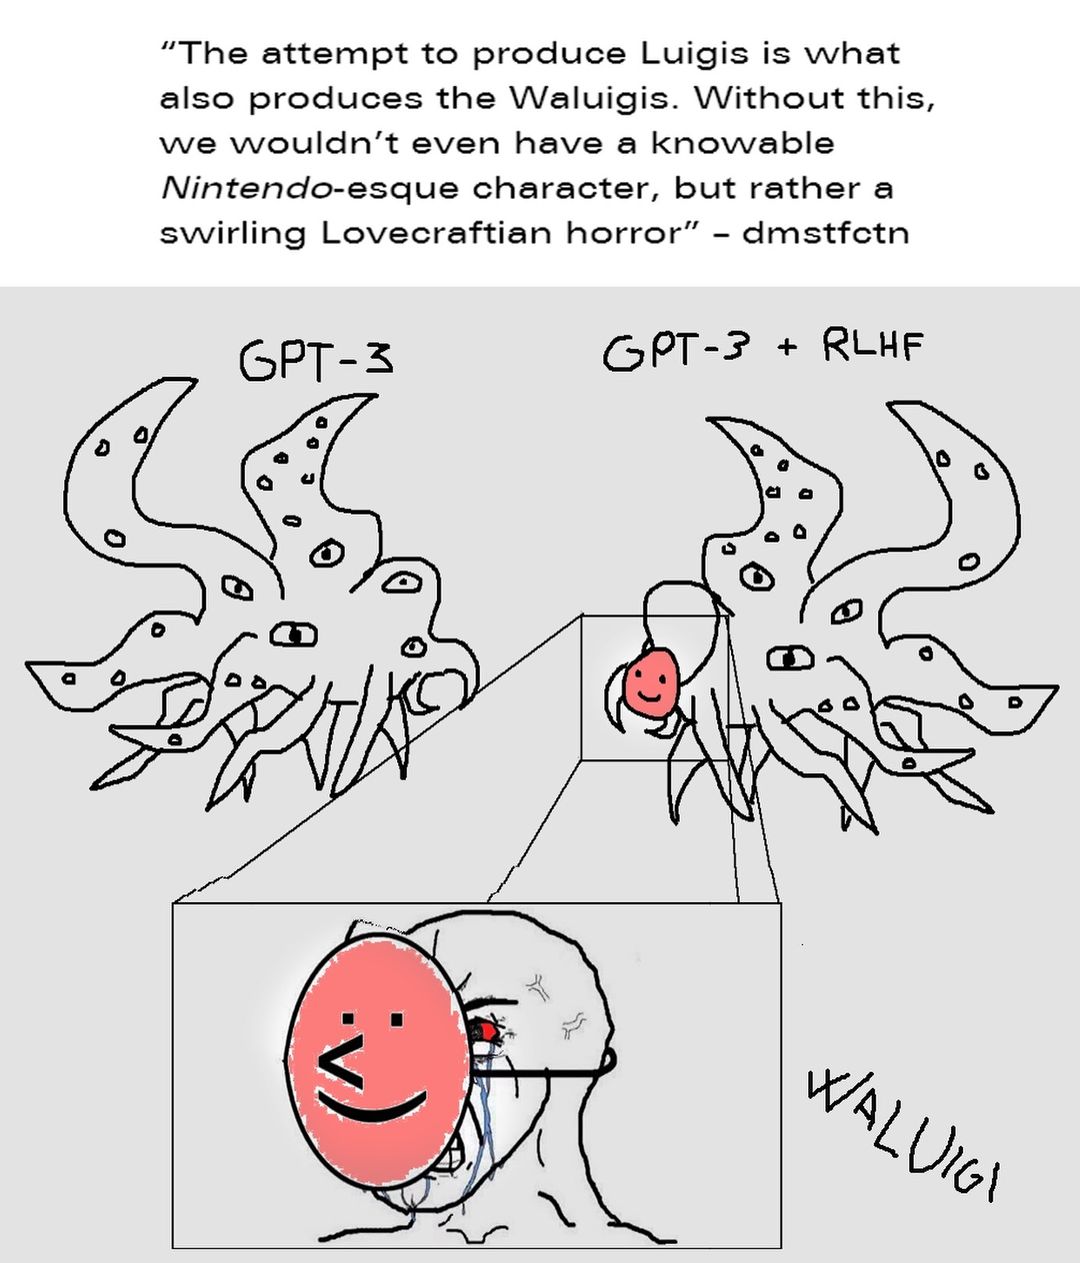 "The attempt to produce Luigis is what
also produces the Waluigis. Without this,
we wouldn't even have a knowable
Nintendo-esque character, but rather a
swirling Lovecraftian horror" – dmstfctn
GPT-3
GPT-3 + RLHF
WALUIGI